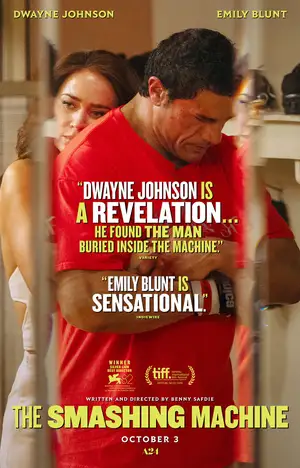 DWAYNE JOHNSON EMILY BLUNT
"DWAYNE JOHNSON IS
A REVELATION...
HE FOUND THE MAN
BURIED INSIDE THE MACHINE."
VARIETY
"EMILY BLUNT IS
SENSATIONAL."
INDIEWIRE
WINNER
tiff
WRITTEN AND DIRECTED BY BENNY SAFDIE
THE SMASHING MACHINE
OCTOBER 3
A24